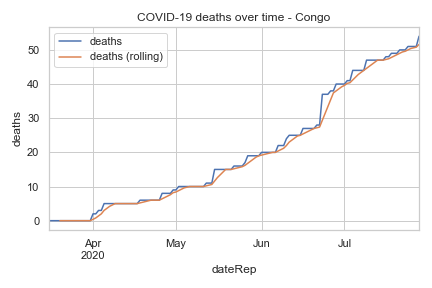 COVID-19 deaths over time - Congo
deaths
deaths (rolling)
50
40
30
20
10
0
deaths
Apr
2020
May
Jun
Jul
dateRep